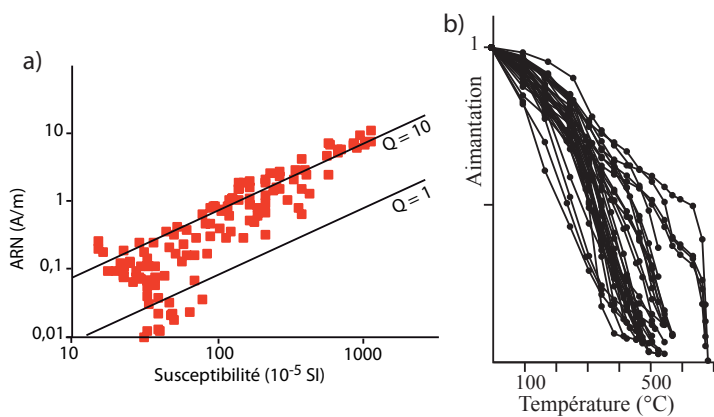 a)
ARN (A/m)
10
1
0,1
0,01
Q = 10
Q = 1
10
100
1000
Susceptibilité (10⁻⁵ SI)
b)
Aimantation
1
1
100
500
Température (°C)